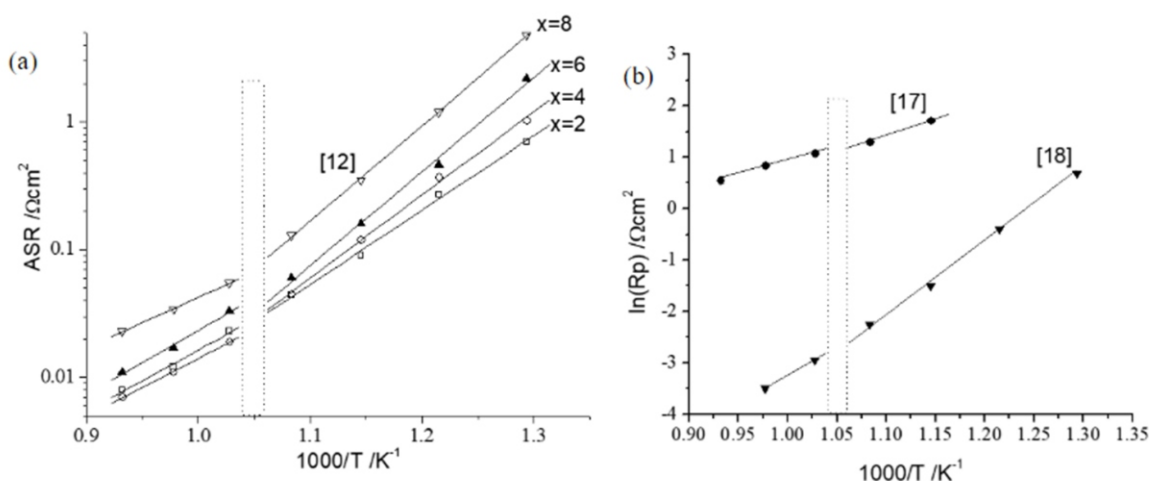 (a)
ASR /Ωcm²
1
0.1
0.01
0.9
1.0
1.1
1.2
1.3
1000/T /K⁻¹
[12]
x=8
x=6
x=4
x=2
(b)
ln(Rp) /Ωcm²
3
2
1
0
-1
-2
-3
-4
0.90 0.95 1.00 1.05 1.10 1.15 1.20 1.25 1.30 1.35
1000/T /K⁻¹
[17]
[18]